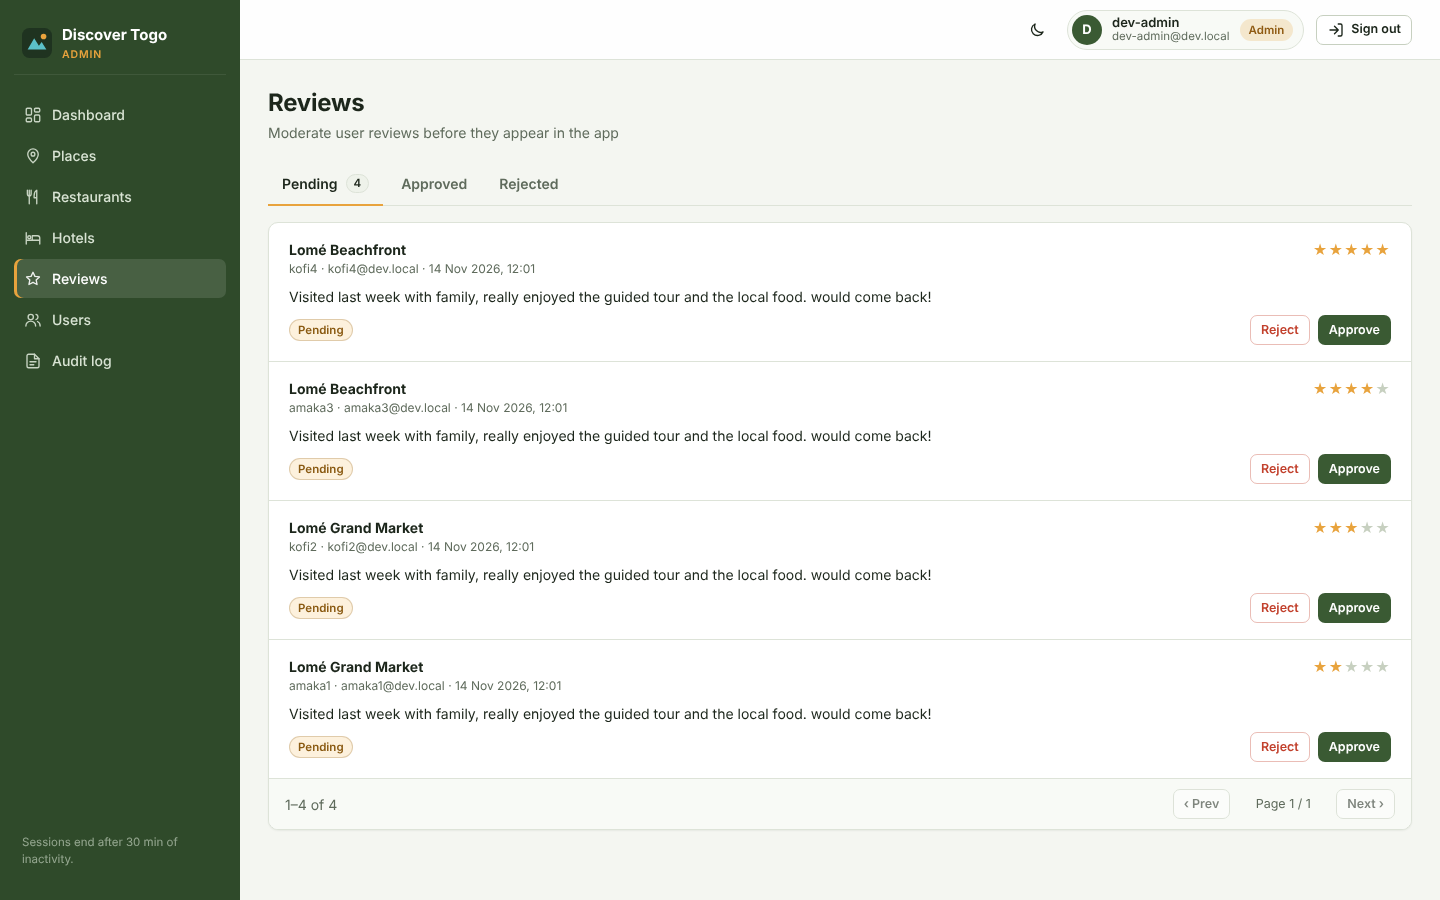 Discover Togo
ADMIN
Dashboard
Places
Restaurants
Hotels
Reviews
Users
Audit log
Sessions end after 30 min of
inactivity.
D
dev-admin
dev-admin@dev.local
Admin
Sign out
Reviews
Moderate user reviews before they appear in the app
Pending 4 Approved Rejected
Lomé Beachfront
kofi4 · kofi4@dev.local · 14 Nov 2026, 12:01
Visited last week with family, really enjoyed the guided tour and the local food. would come back!
Pending
Reject Approve
Lomé Beachfront
amaka3 · amaka3@dev.local · 14 Nov 2026, 12:01
Visited last week with family, really enjoyed the guided tour and the local food. would come back!
Pending
Reject Approve
Lomé Grand Market
kofi2 · kofi2@dev.local · 14 Nov 2026, 12:01
Visited last week with family, really enjoyed the guided tour and the local food. would come back!
Pending
Reject Approve
Lomé Grand Market
amaka1 · amaka1@dev.local · 14 Nov 2026, 12:01
Visited last week with family, really enjoyed the guided tour and the local food. would come back!
Pending
Reject Approve
1–4 of 4
‹ Prev Page 1 / 1 Next ›